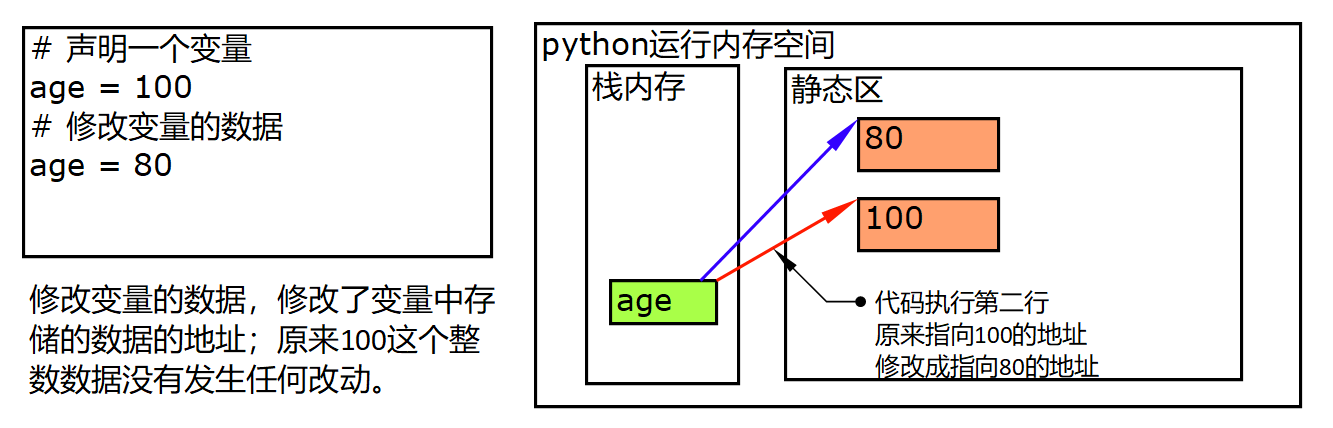 # 声明一个变量
age = 100
# 修改变量的数据
age = 80
修改变量的数据，修改了变量中存
储的数据的地址；原来100这个整
数数据没有发生任何改动。
python运行内存空间
栈内存
静态区
80
100
age
代码执行第二行
原来指向100的地址
修改成指向80的地址